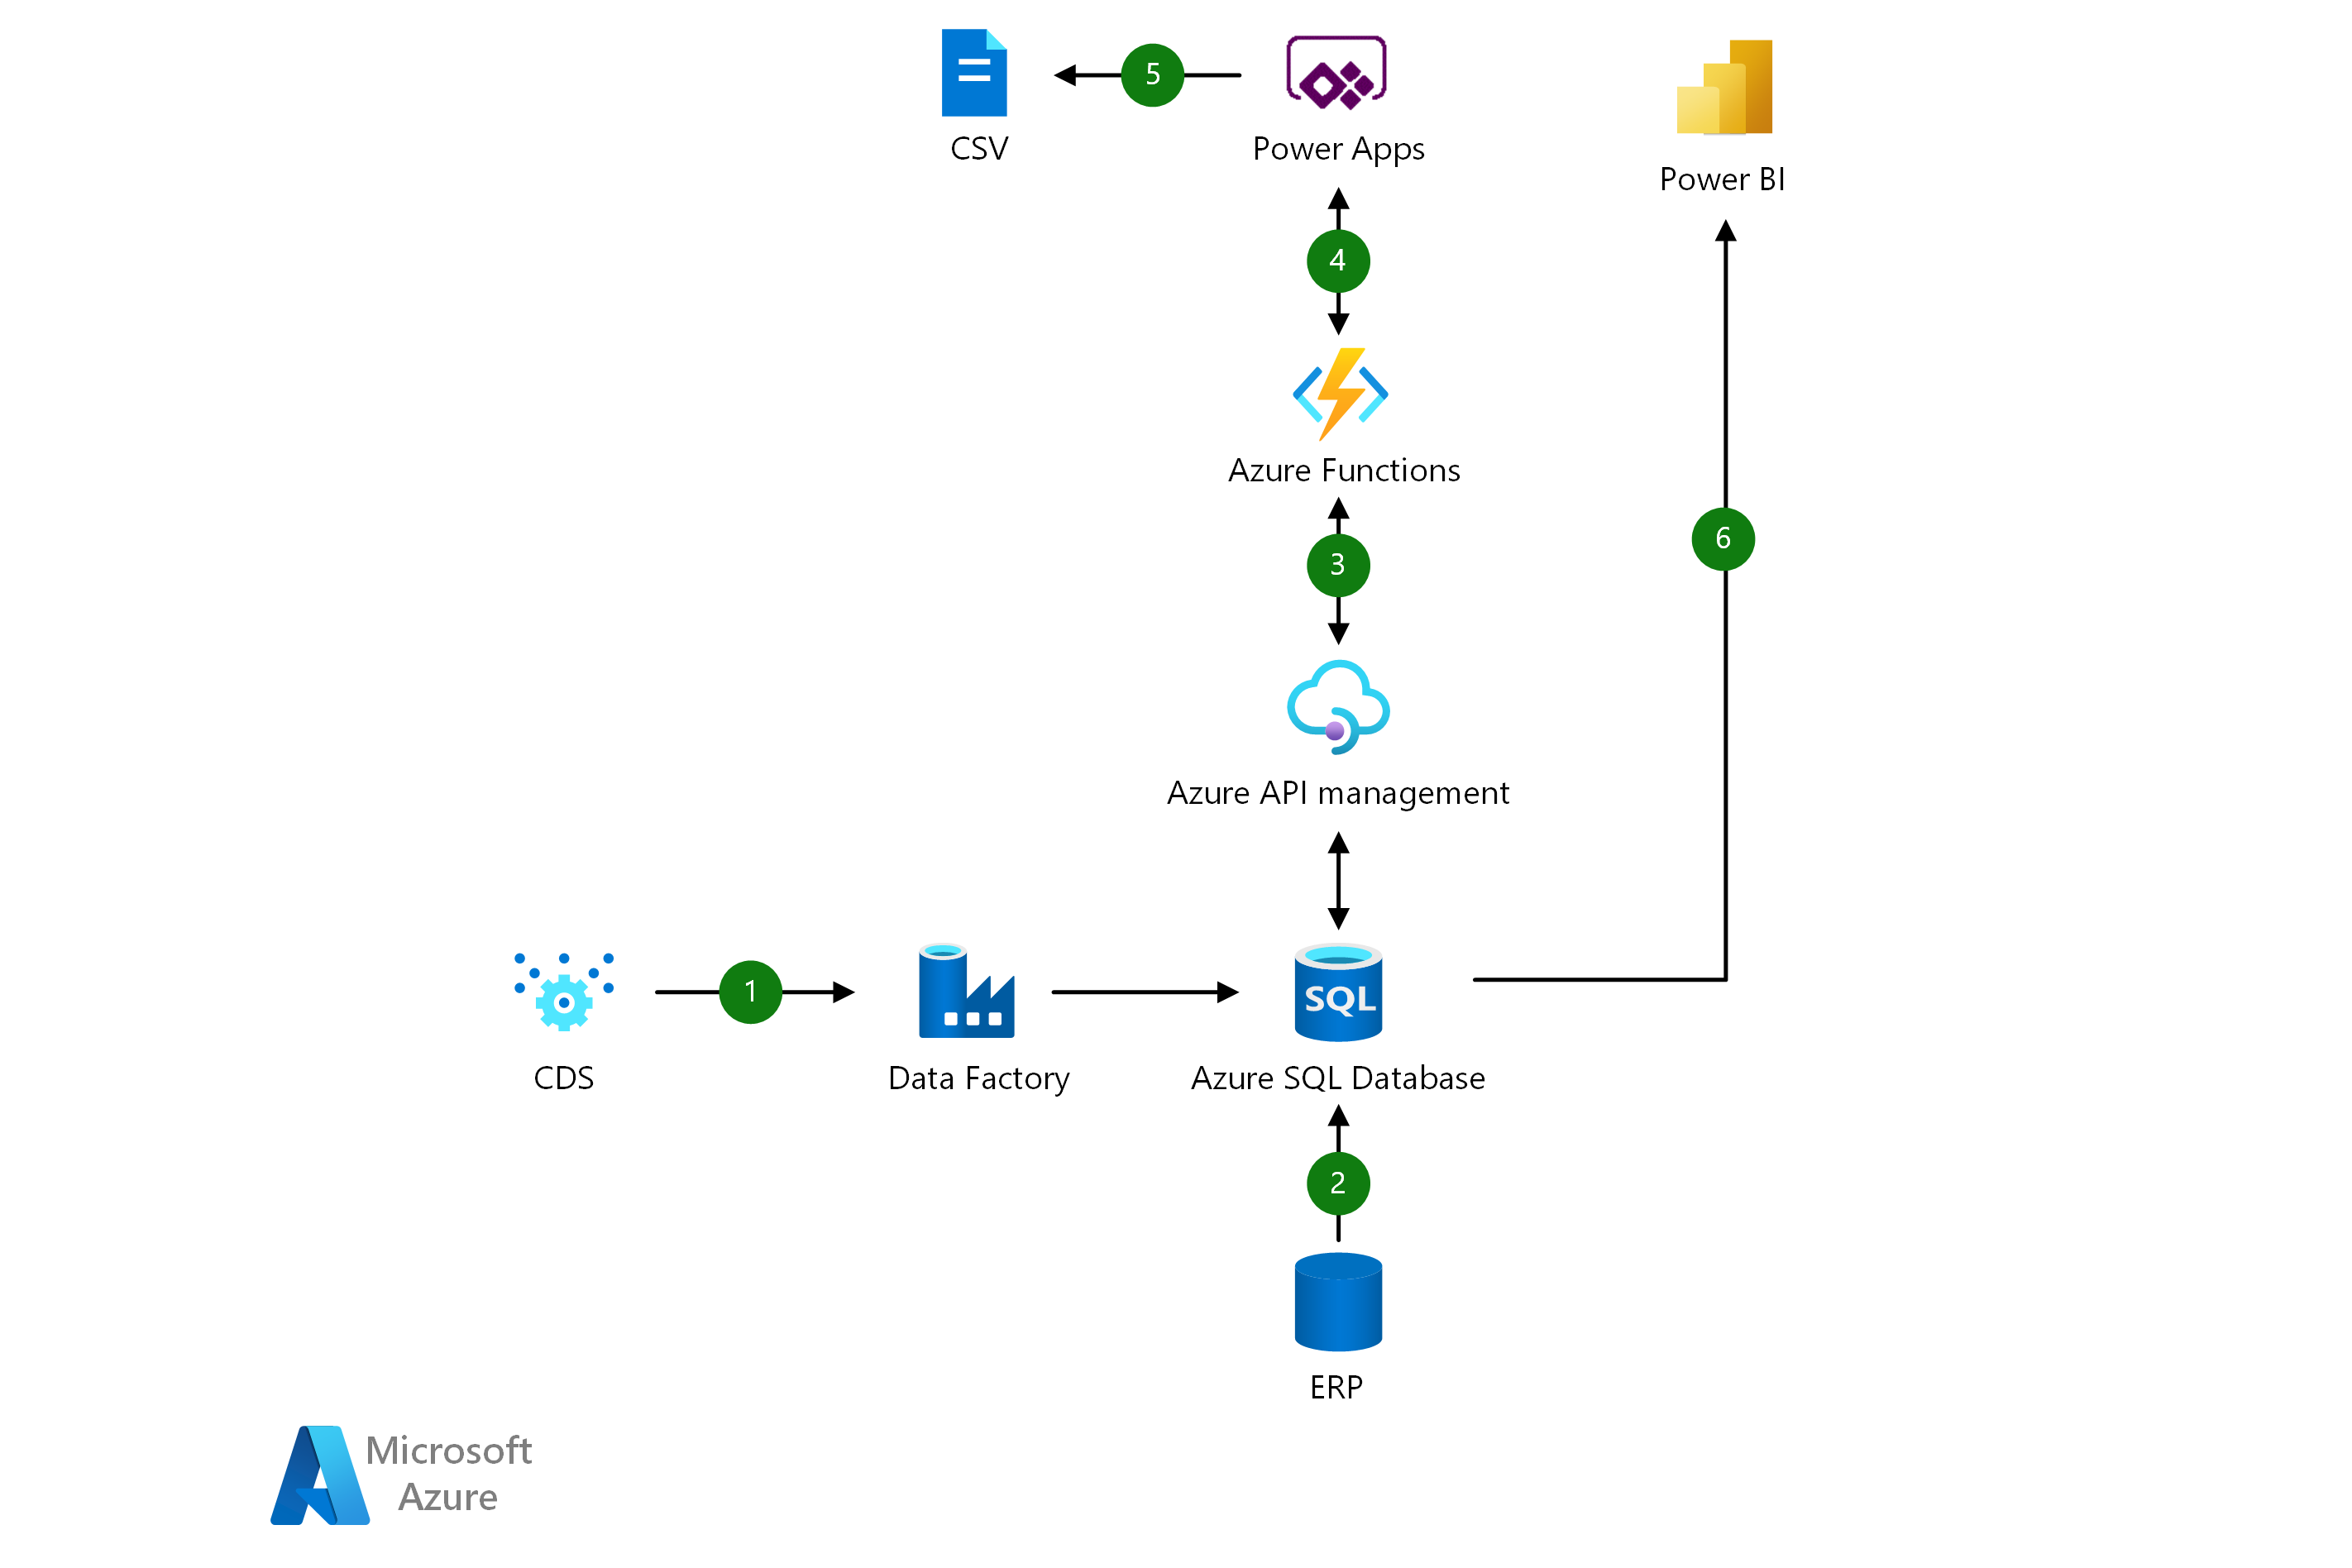 5
CSV
Power Apps
Power BI
4
Azure Functions
6
3
Azure API management
1
SQL
CDS
Data Factory
Azure SQL Database
2
ERP
Microsoft
Azure